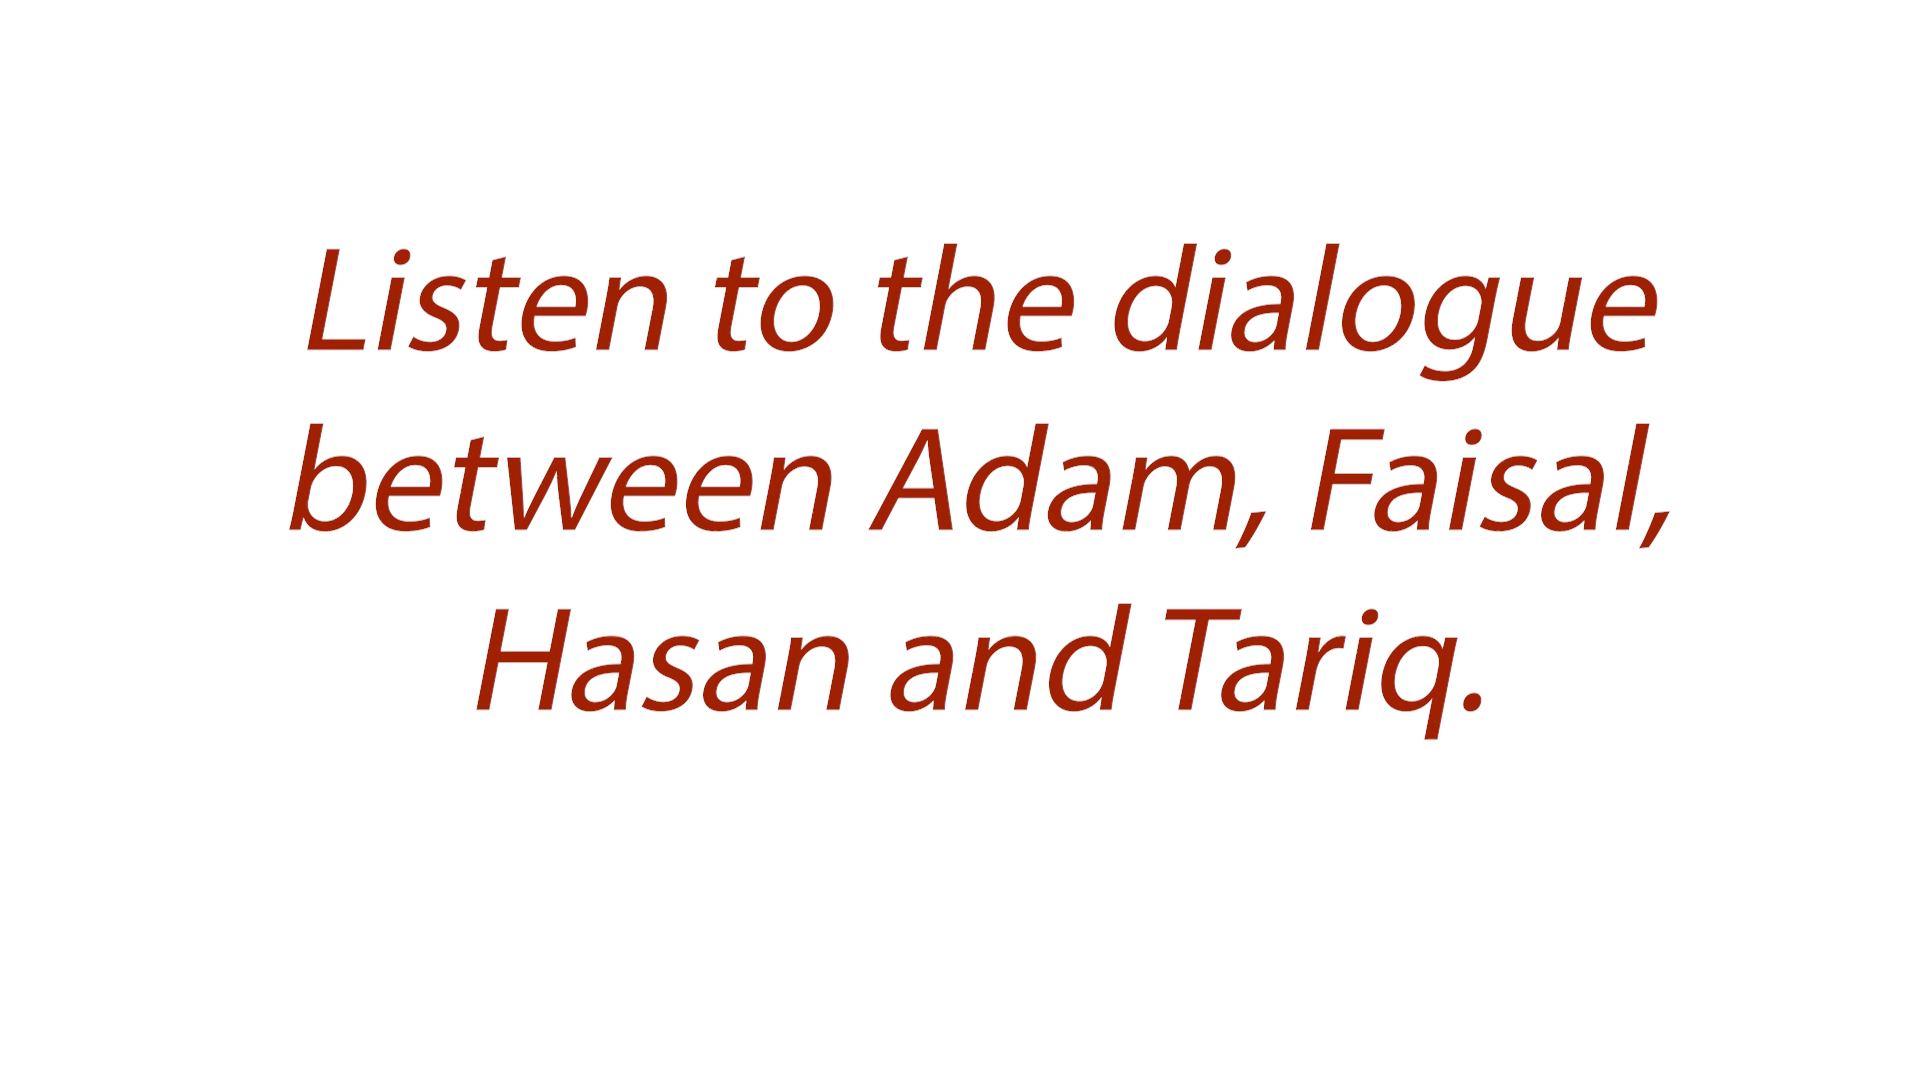 Listen to the dialogue
between Adam, Faisal,
Hasan and Tariq.